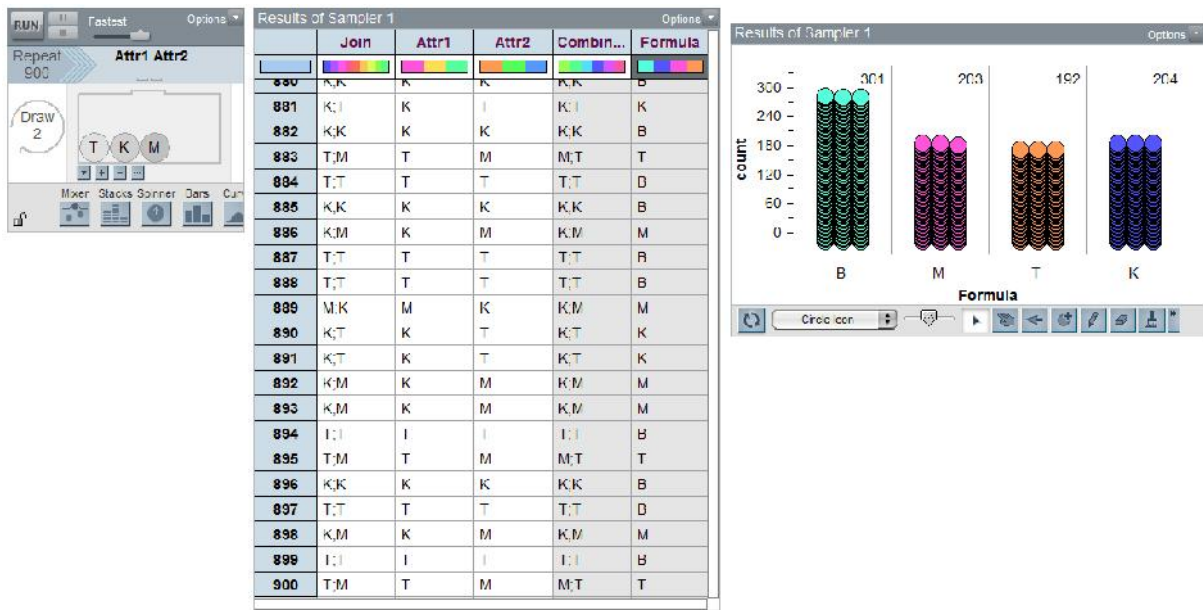 RUN
Fastest
Options
Repeat
900
Attr1 Attr2
Draw
2
T K M
Mixer Stacks Spinner Bars
Results of Sampler 1 Options
Join Attr1 Attr2 Combin... Formula
880 K;K K K K;K B
881 K;T K T K;T K
882 K;K K K K;K B
883 T;M T M M;T T
884 T;T T T T;T B
885 K;K K K K;K B
886 K;M K M K;M M
887 T;T T T T;T B
888 T;T T T T;T B
889 M;K M K K;M M
890 K;T K T K;T K
891 K;T K T K;T K
892 K;M K M K;M M
893 K;M K M K;M M
894 T;T T T T;T B
895 T;M T M M;T T
896 K;K K K K;K B
897 T;T T T T;T B
898 K;M K M K;M M
899 T;T T T T;T B
900 T;M T M M;T T
Results of Sampler 1 Options
301 203 192 204
300
240
180
120
60
0
count
B M T K
Formula
Circle Icon